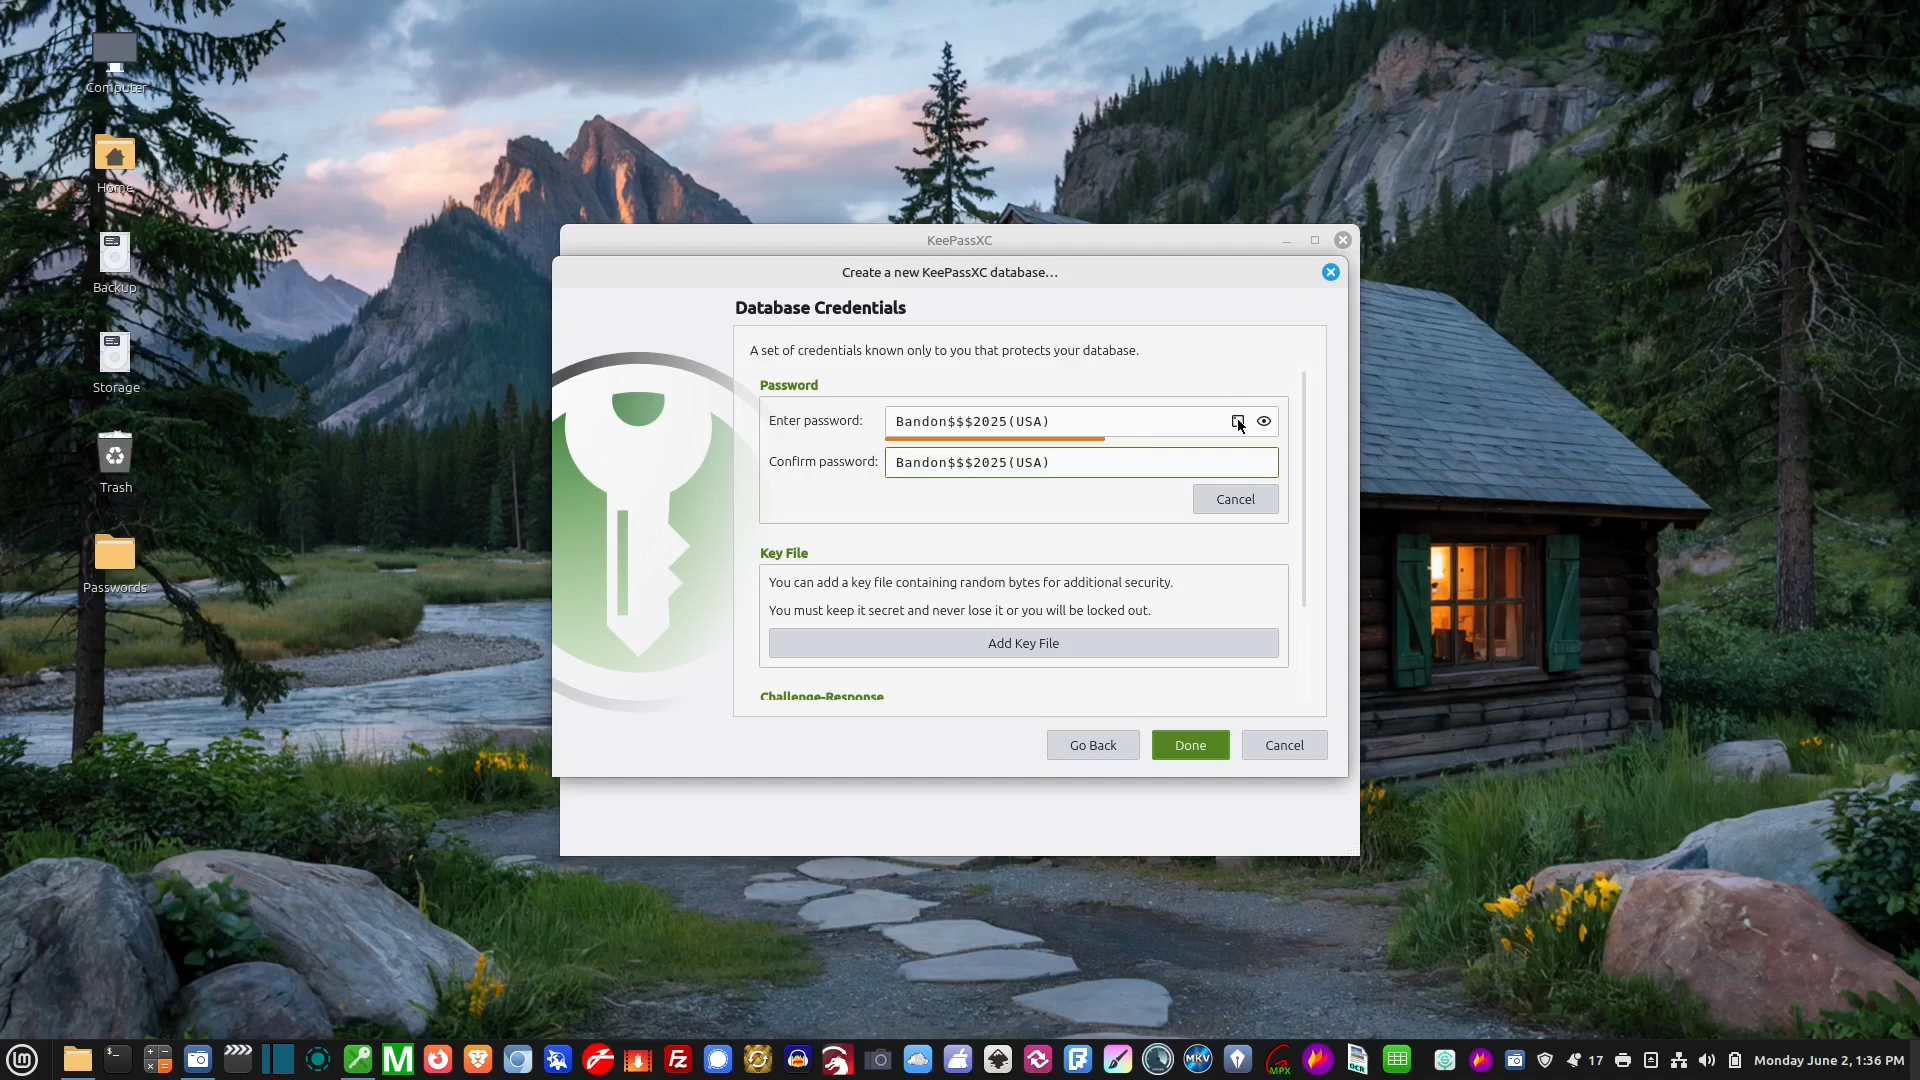 Computer
Home
Backup
Storage
Trash
Passwords
KeePassXC
Create a new KeePassXC database…
Database Credentials
A set of credentials known only to you that protects your database.
Password
Enter password:
Bandon$$$2025(USA)
Confirm password:
Bandon$$$2025(USA)
Cancel
Key File
You can add a key file containing random bytes for additional security.
You must keep it secret and never lose it or you will be locked out.
Add Key File
Challenge-Response
Go Back
Done
Cancel
M
FZ
MKV
MPX
OCR
17
Monday June 2, 1:36 PM